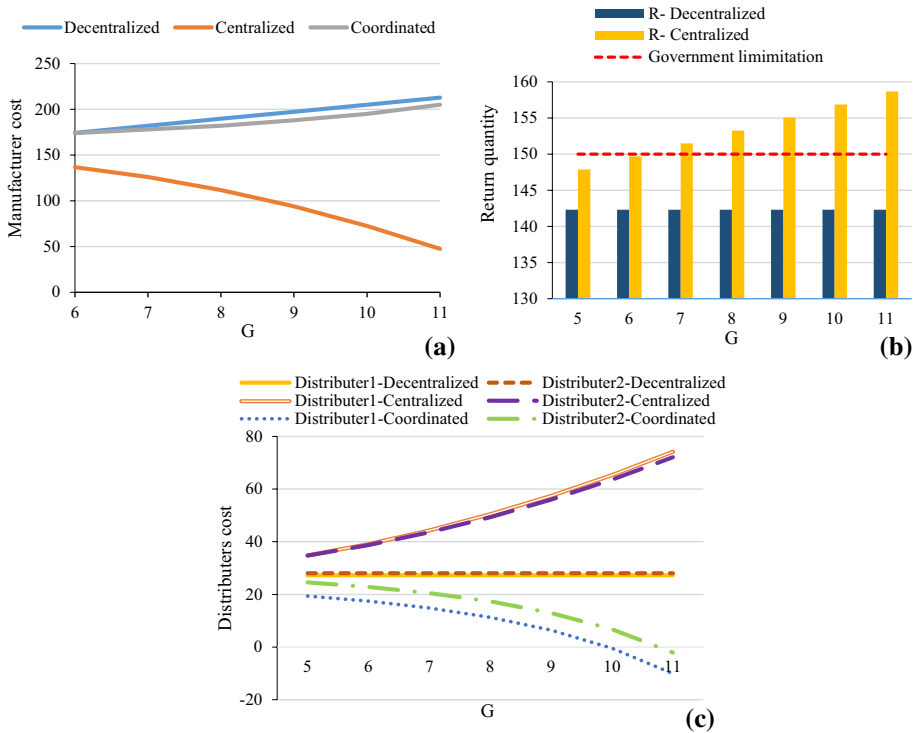 Decentralized Centralized Coordinated
250
200
150
100
50
0
Manufacturer cost
6 7 8 9 10 11
G
(a)
R- Decentralized
R- Centralized
Government limimitation
160
155
150
145
140
135
130
Return quantity
5 6 7 8 9 10 11
G
(b)
Distributer1-Decentralized Distributer2-Decentralized
Distributer1-Centralized Distributer2-Centralized
Distributer1-Coordinated Distributer2-Coordinated
80
60
40
20
0
-20
Distributers cost
5 6 7 8 9 10 11
G
(c)